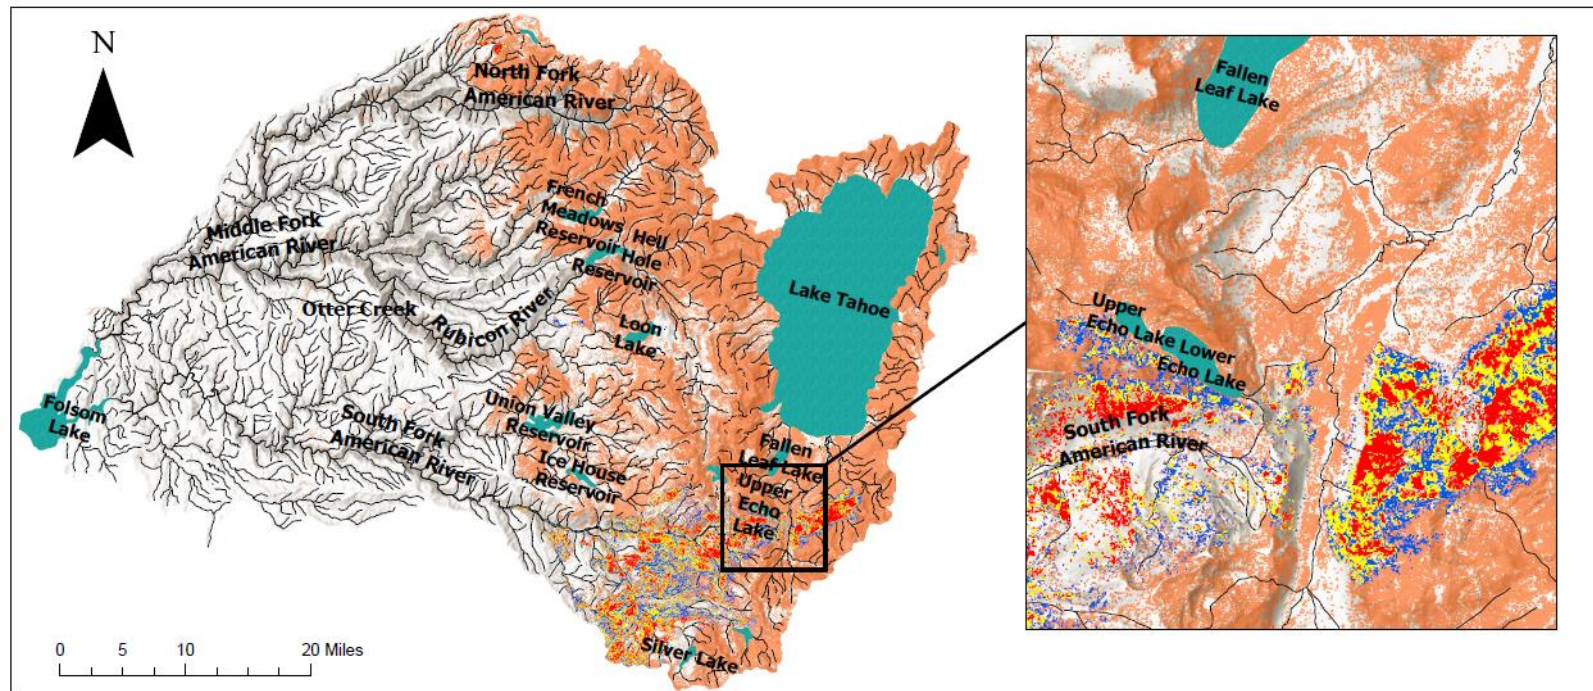 N
North Fork
American River
French
Meadows Hell
Reservoir Hole
Reservoir
Middle Fork
American River
Otter Creek
Rubicon River
Loon
Lake
Lake Tahoe
Folsom
Lake
South Fork
American River
Union Valley
Reservoir
Ice House
Reservoir
Fallen
Leaf Lake
Upper
Echo
Lake
Silver Lake
0 5 10 20 Miles
Fallen
Leaf Lake
Upper
Echo Lake Lower
Echo Lake
South Fork
American River